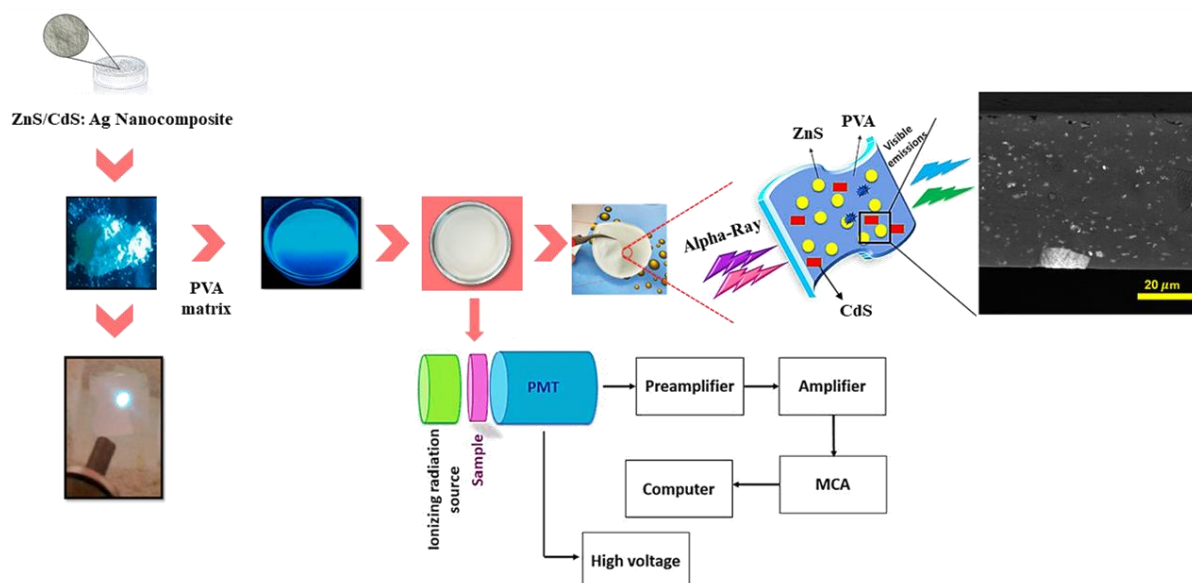 ZnS/CdS: Ag Nanocomposite
PVA
matrix
ZnS
PVA
Visible
emissions
Alpha-Ray
CdS
20 μm
Ionizing radiation
source
Sample
PMT
Preamplifier
Amplifier
MCA
Computer
High voltage